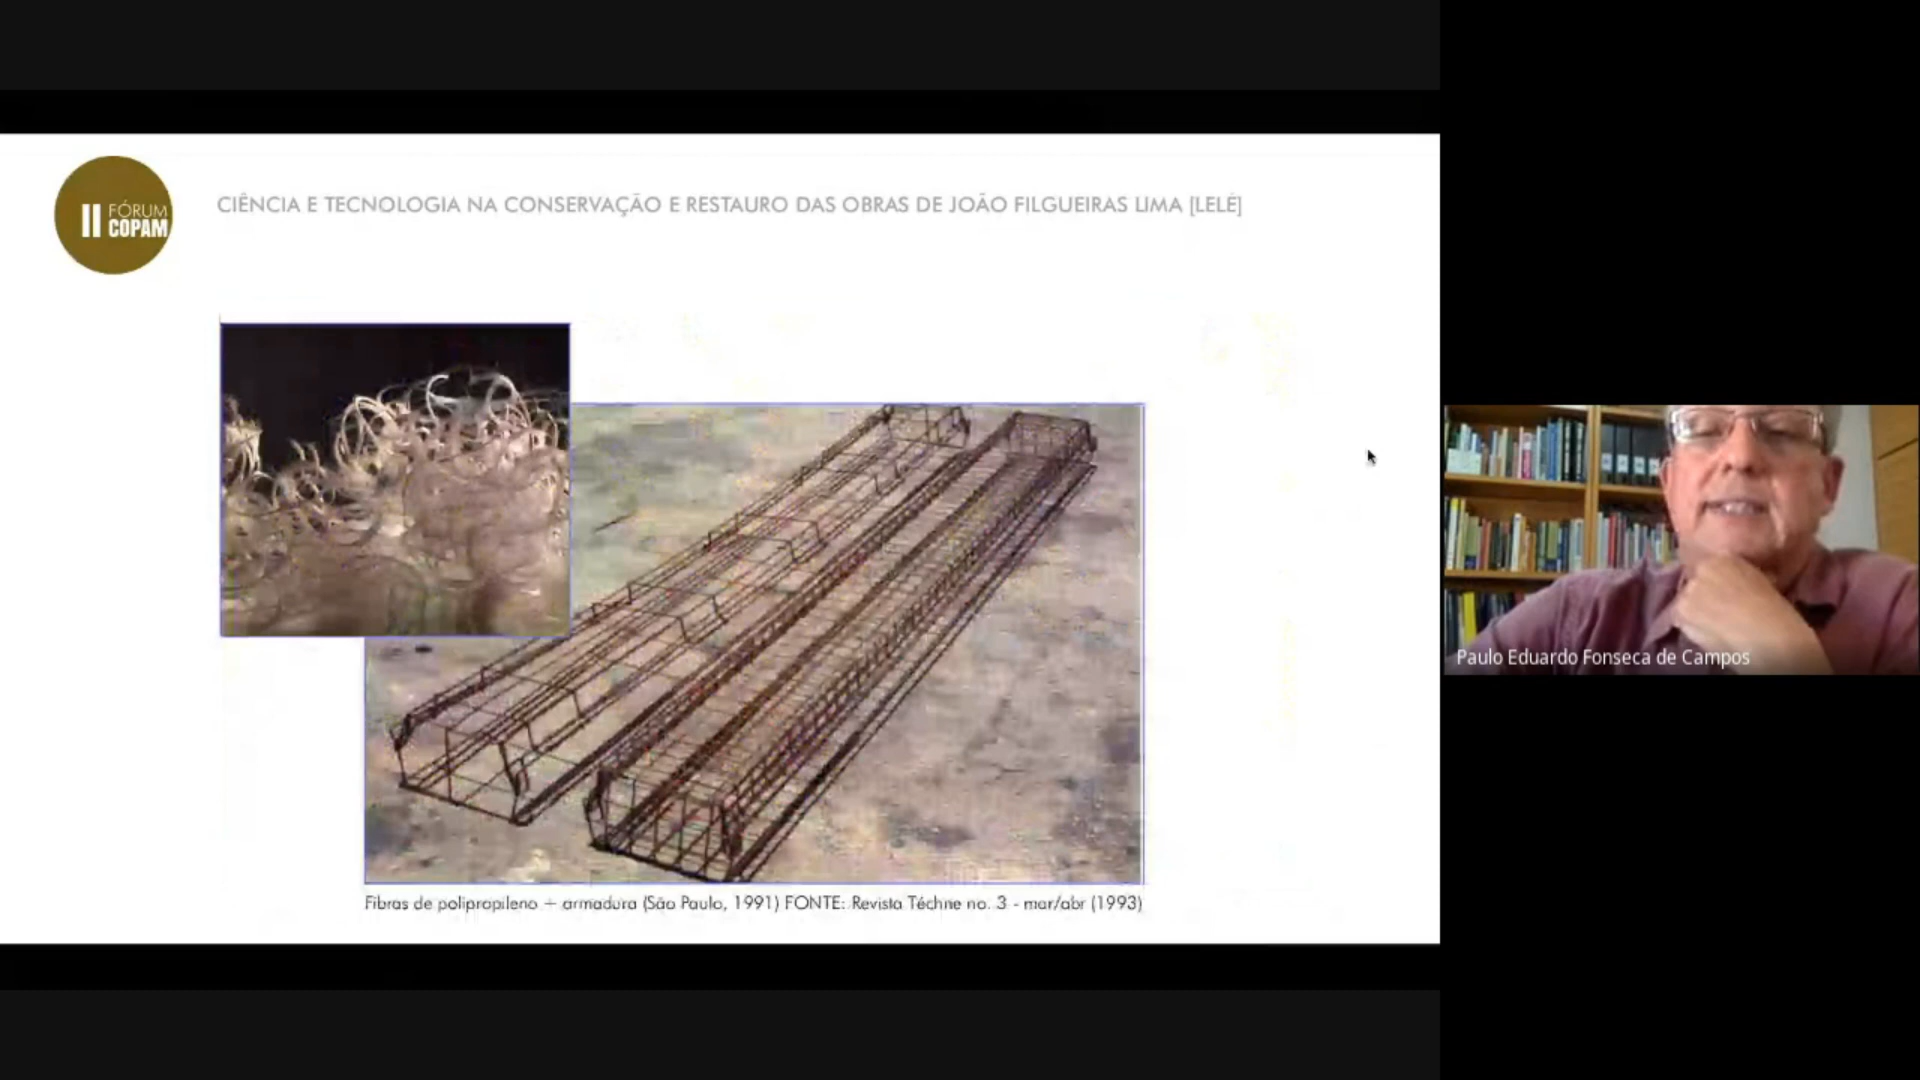 II FÓRUM
COPAM
CIÊNCIA E TECNOLOGIA NA CONSERVAÇÃO E RESTAURO DAS OBRAS DE JOÃO FILGUEIRAS LIMA [LELÉ]
Fibras de polipropileno + armadura (São Paulo, 1991) FONTE: Revista Téchne no. 3 - mar/abr (1993)
Paulo Eduardo Fonseca de Campos